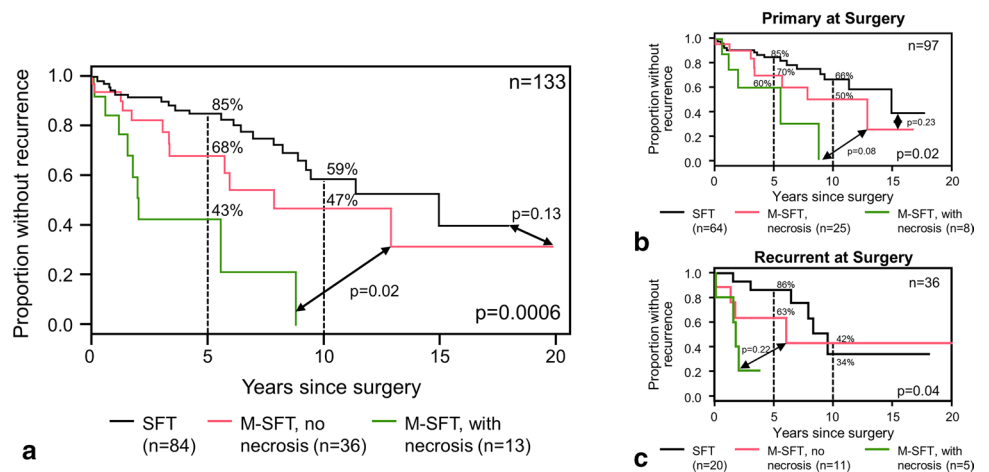 n=133
Proportion without recurrence
1.0
0.8
0.6
0.4
0.2
0.0
85%
68%
43%
59%
47%
p=0.13
p=0.02
p=0.0006
0 5 10 15 20
Years since surgery
SFT
(n=84)
M-SFT, no
necrosis (n=36)
M-SFT, with
necrosis (n=13)
a
Primary at Surgery
n=97
Proportion without
recurrence
1.0
0.8
0.6
0.4
0.2
0.0
85%
70%
60%
66%
50%
p=0.23
p=0.08
p=0.02
0 5 10 15 20
Years since surgery
SFT
(n=64)
M-SFT,
necrosis (n=25)
M-SFT, with
necrosis (n=8)
b
Recurrent at Surgery
n=36
Proportion without
recurrence
1.0
0.8
0.6
0.4
0.2
0.0
86%
63%
42%
34%
p=0.22
p=0.04
0 5 10 15 20
Years since surgery
SFT
(n=20)
M-SFT, no
necrosis (n=11)
M-SFT, with
necrosis (n=5)
c